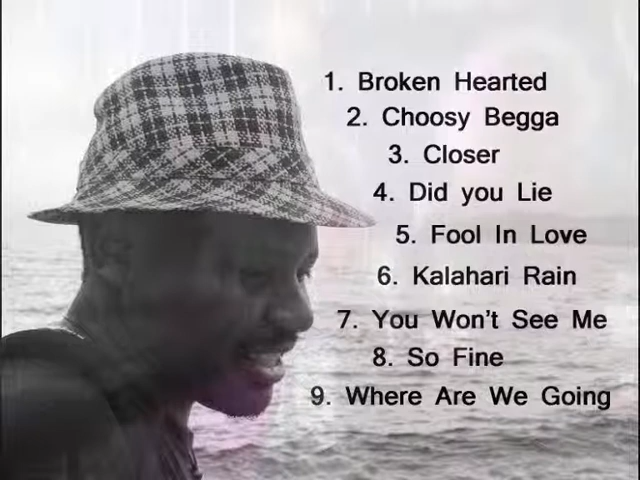 1. Broken Hearted
2. Choosy Begga
3. Closer
4. Did you Lie
5. Fool In Love
6. Kalahari Rain
7. You Won't See Me
8. So Fine
9. Where Are We Going